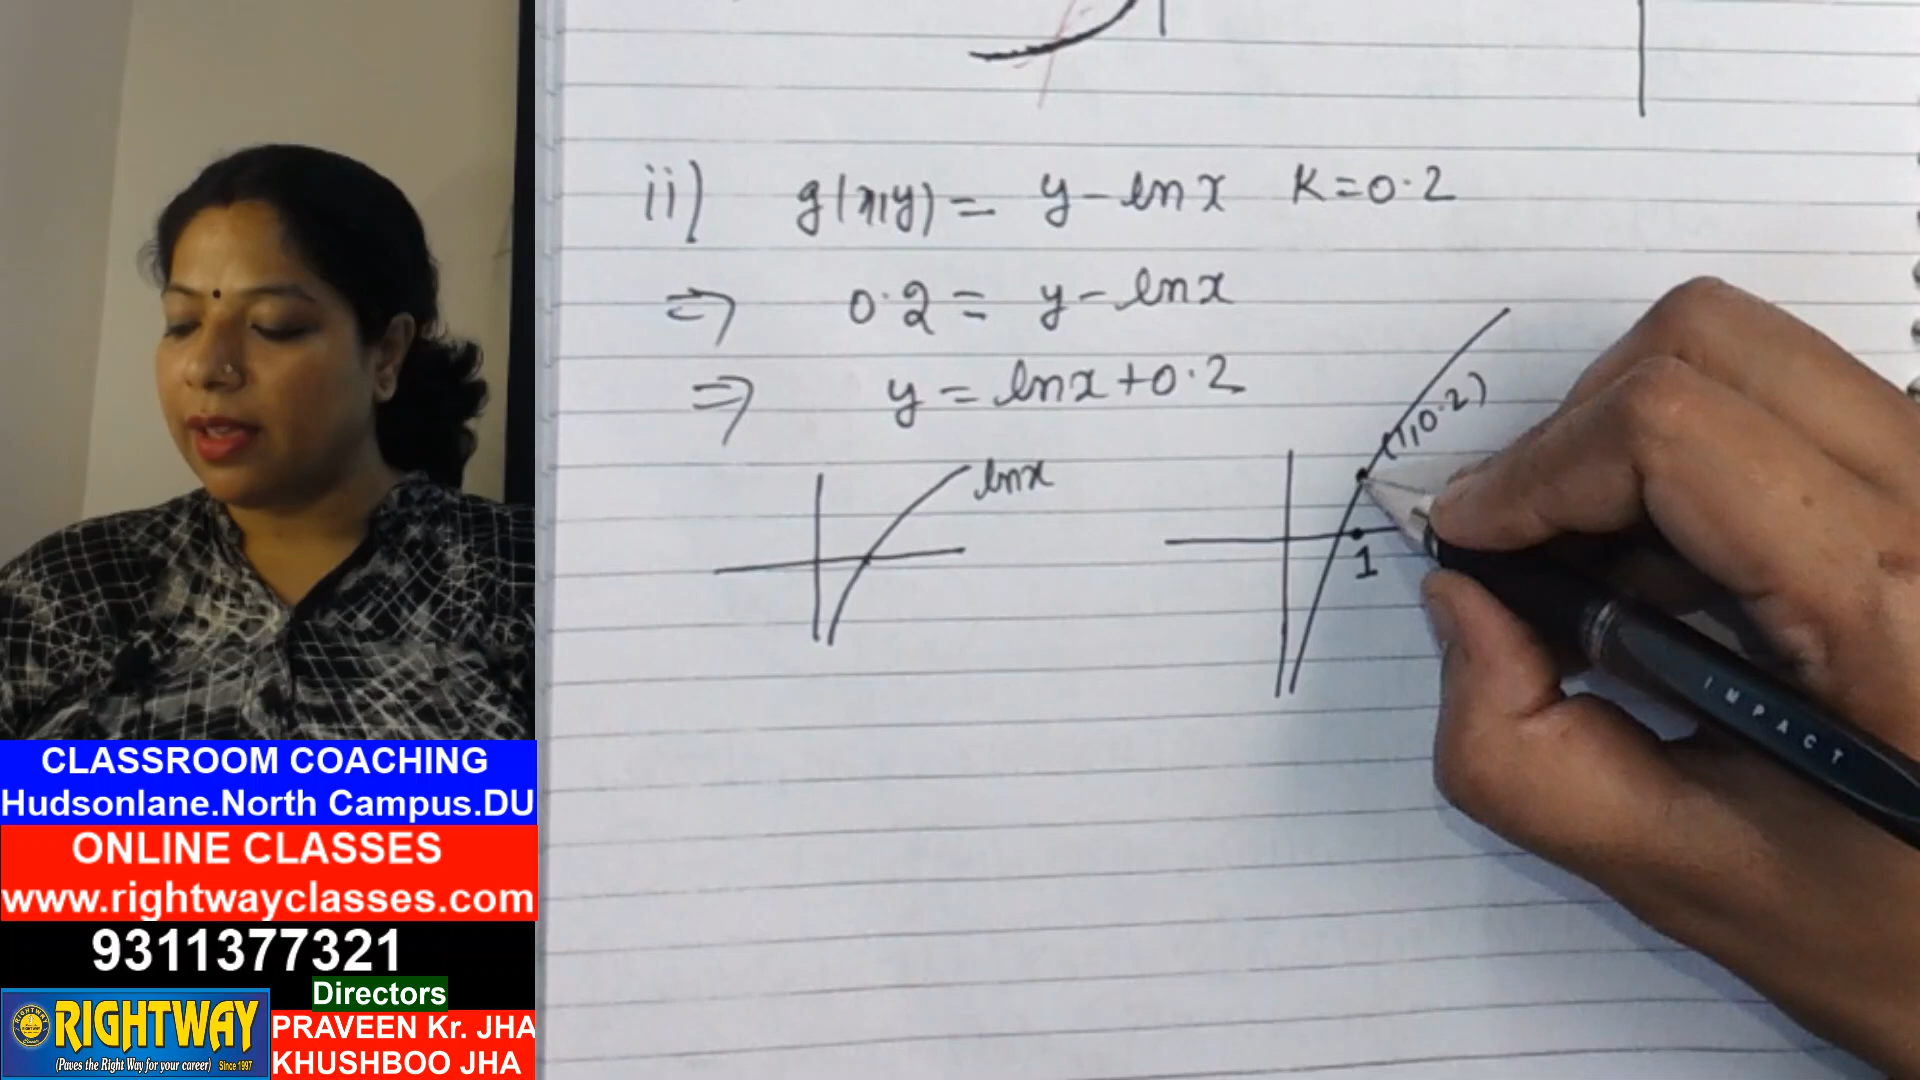 ii) g(x,y) = y - ln x K = 0.2
⇒ 0.2 = y - ln x
⇒ y = ln x + 0.2
ln x
(1, 0.2)
1
IMPACT
CLASSROOM COACHING
Hudsonlane.North Campus.DU
ONLINE CLASSES
www.rightwayclasses.com
9311377321
Directors
PRAVEEN Kr. JHA
KHUSHBOO JHA
RIGHTWAY
(Paves the Right Way for your career) Since 1997